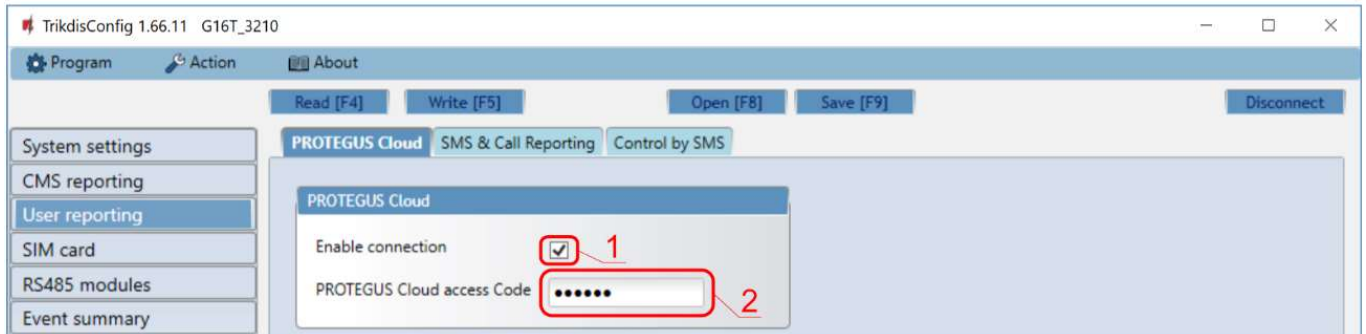 TrikdisConfig 1.66.11 G16T_3210
Program Action About
Read [F4] Write [F5] Open [F8] Save [F9] Disconnect
System settings
CMS reporting
User reporting
SIM card
RS485 modules
Event summary
PROTEGUS Cloud SMS & Call Reporting Control by SMS
PROTEGUS Cloud
Enable connection 1
PROTEGUS Cloud access Code •••••• 2